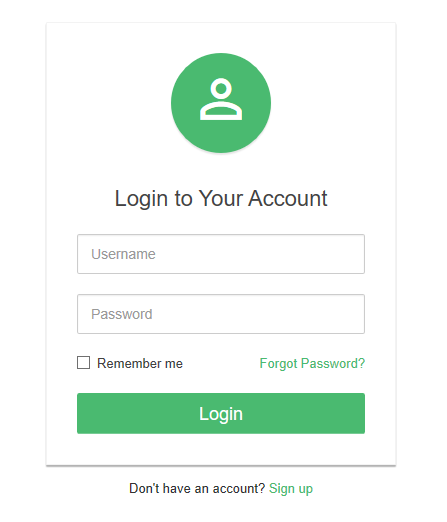 Login to Your Account
Username
Password
Remember me Forgot Password?
Login
Don't have an account? Sign up